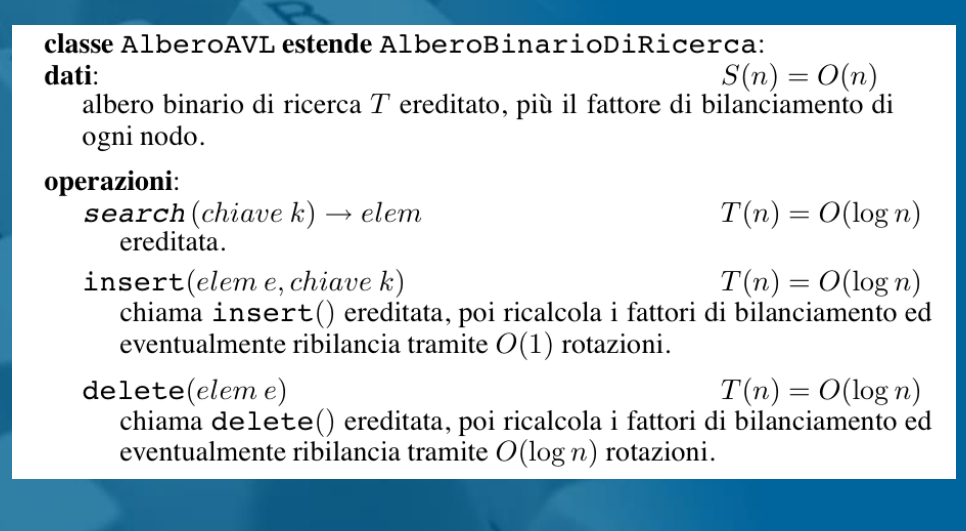 classe AlberoAVL estende AlberoBinarioDiRicerca:
dati: S(n) = O(n)
albero binario di ricerca T ereditato, più il fattore di bilanciamento di
ogni nodo.
operazioni:
search(chiave k) → elem T(n) = O(log n)
ereditata.
insert(elem e, chiave k) T(n) = O(log n)
chiama insert() ereditata, poi ricalcola i fattori di bilanciamento ed
eventualmente ribilancia tramite O(1) rotazioni.
delete(elem e) T(n) = O(log n)
chiama delete() ereditata, poi ricalcola i fattori di bilanciamento ed
eventualmente ribilancia tramite O(log n) rotazioni.